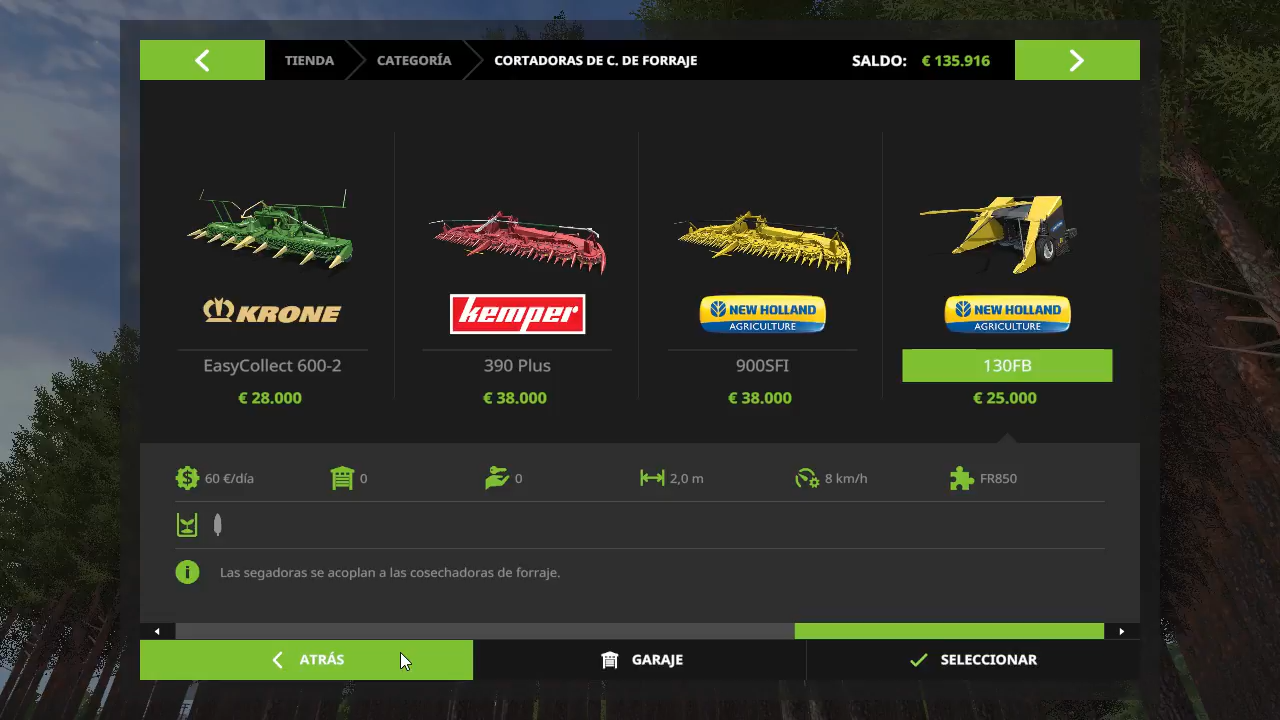 TIENDA CATEGORÍA CORTADORAS DE C. DE FORRAJE SALDO: € 135.916
KRONE kemper NEW HOLLAND AGRICULTURE NEW HOLLAND AGRICULTURE
EasyCollect 600-2 390 Plus 900SFI 130FB
€ 28.000 € 38.000 € 38.000 € 25.000
60 €/día 0 0 2,0 m 8 km/h FR850
Las segadoras se acoplan a las cosechadoras de forraje.
ATRÁS GARAJE SELECCIONAR